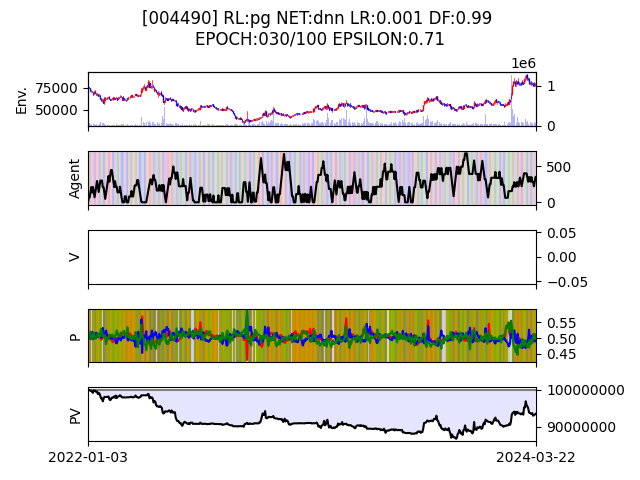 [004490] RL:pg NET:dnn LR:0.001 DF:0.99
EPOCH:030/100 EPSILON:0.71
1e6
Env.
75000
50000
1
0
Agent
500
0
V
0.05
0.00
−0.05
P
0.55
0.50
0.45
PV
100000000
90000000
2022-01-03
2024-03-22